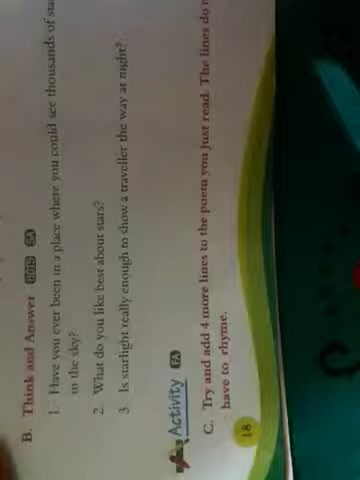 B. Think and Answer HOTS SA
1. Have you ever been in a place where you could see thousands of
in the sky?
2. What do you like best about stars?
3. Is starlight really enough to show a traveller the way at night?
Activity FA
C. Try and add 4 more lines to the poem you just read. The lines do
have to rhyme.
18